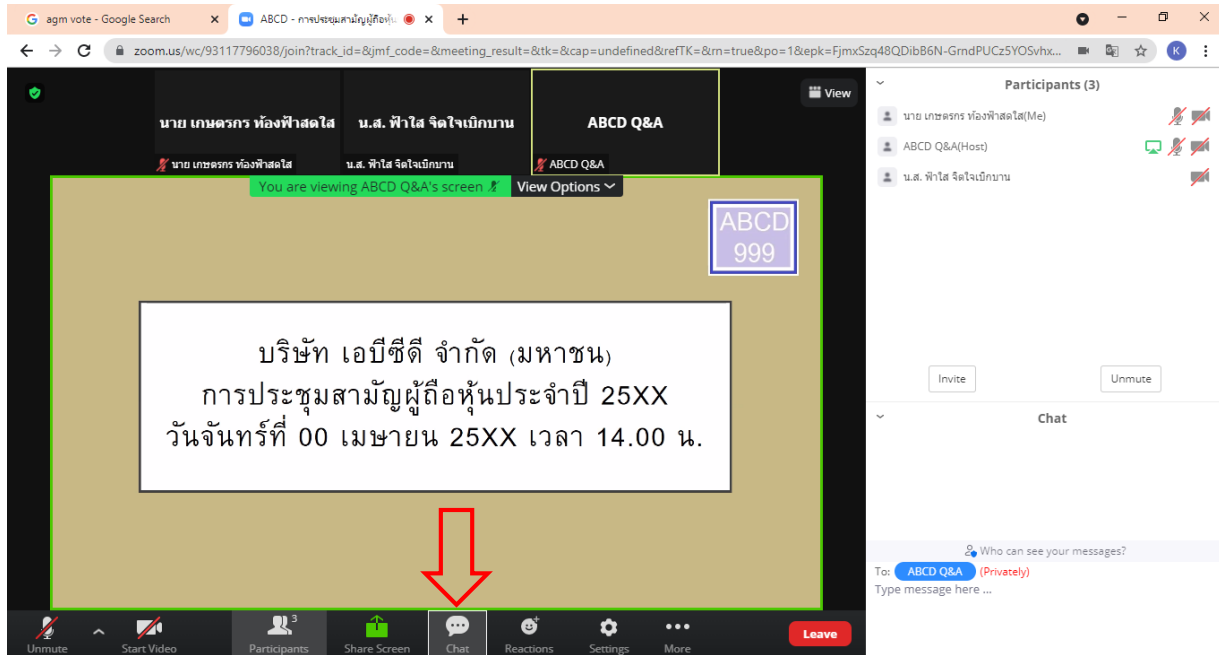 agm vote - Google Search
ABCD - การประชุมสามัญผู้ถือหุ้น
zoom.us/wc/93117796038/join?track_id=&jmf_code=&meeting_result=&tk=&cap=undefined&refTK=&rn=true&po=1&epk=FjmxSzq48QDibB6N-GrndPUCz5YOSvhx...
K
View
นาย เกษตรกร ท้องฟ้าสดใส
น.ส. ฟ้าใส จิตใจเบิกบาน
ABCD Q&A
นาย เกษตรกร ท้องฟ้าสดใส
น.ส. ฟ้าใส จิตใจเบิกบาน
ABCD Q&A
You are viewing ABCD Q&A's screen
View Options
ABCD
999
บริษัท เอบีซีดี จำกัด (มหาชน)
การประชุมสามัญผู้ถือหุ้นประจำปี 25XX
วันจันทร์ที่ 00 เมษายน 25XX เวลา 14.00 น.
Unmute
Start Video
3
Participants
Share Screen
Chat
Reactions
Settings
More
Leave
Participants (3)
นาย เกษตรกร ท้องฟ้าสดใส(Me)
ABCD Q&A(Host)
น.ส. ฟ้าใส จิตใจเบิกบาน
Invite
Unmute
Chat
Who can see your messages?
To: ABCD Q&A (Privately)
Type message here ...